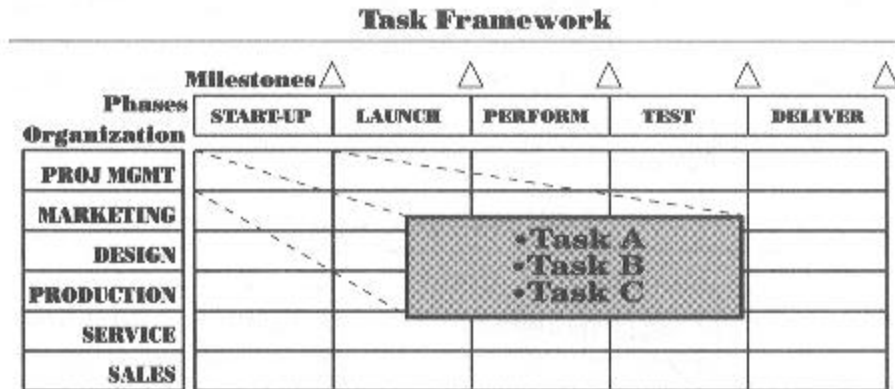 Task Framework
Milestones
Phases
START-UP LAUNCH PERFORM TEST DELIVER
Organization
PROJ MGMT
MARKETING
•Task A
DESIGN
•Task B
•Task C
PRODUCTION
SERVICE
SALES